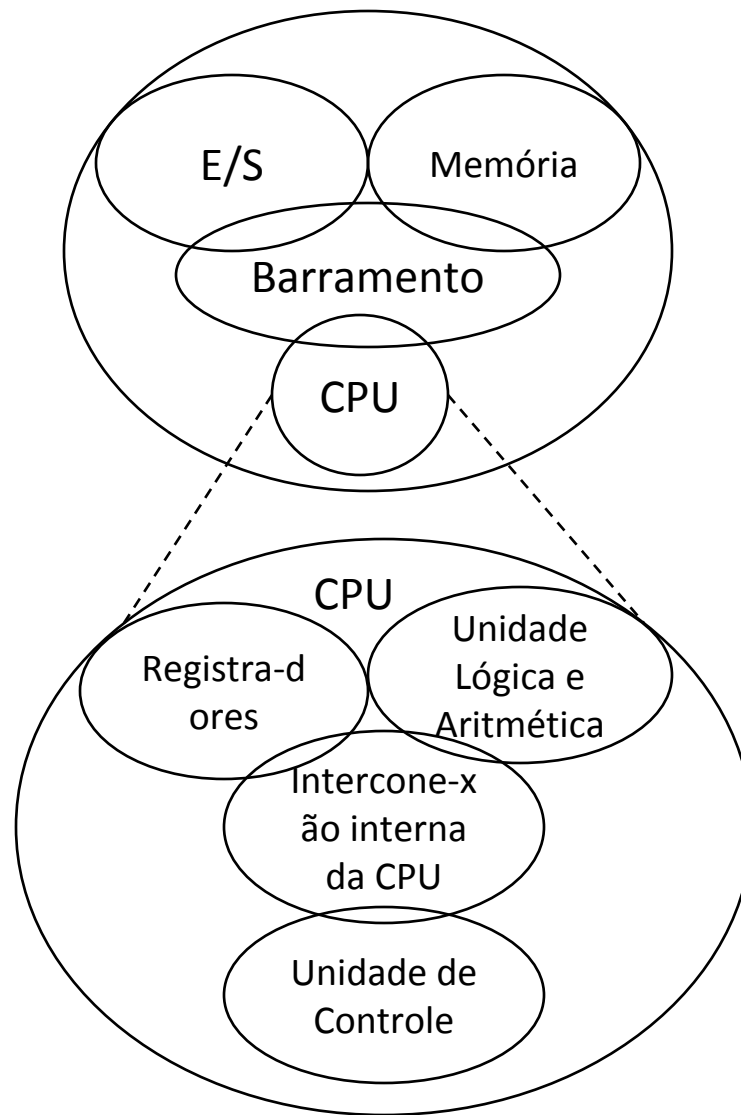 E/S
Memória
Barramento
CPU
CPU
Registra-d
ores
Unidade
Lógica e
Aritmética
Intercone-x
ão interna
da CPU
Unidade de
Controle